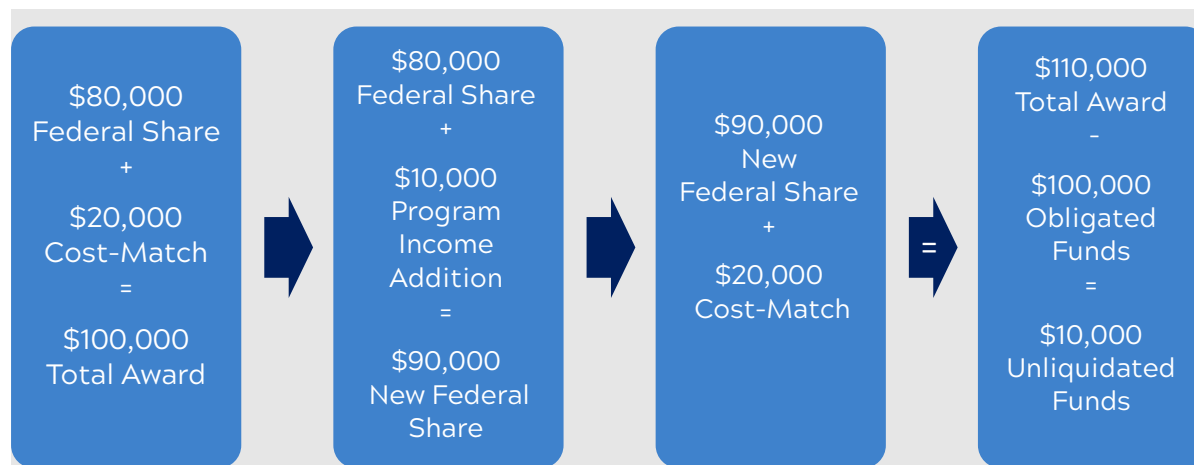 $80,000
Federal Share
+
$20,000
Cost-Match
=
$100,000
Total Award
$80,000
Federal Share
+
$10,000
Program
Income
Addition
=
$90,000
New Federal
Share
$90,000
New
Federal Share
+
$20,000
Cost-Match
=
$110,000
Total Award
-
$100,000
Obligated
Funds
=
$10,000
Unliquidated
Funds